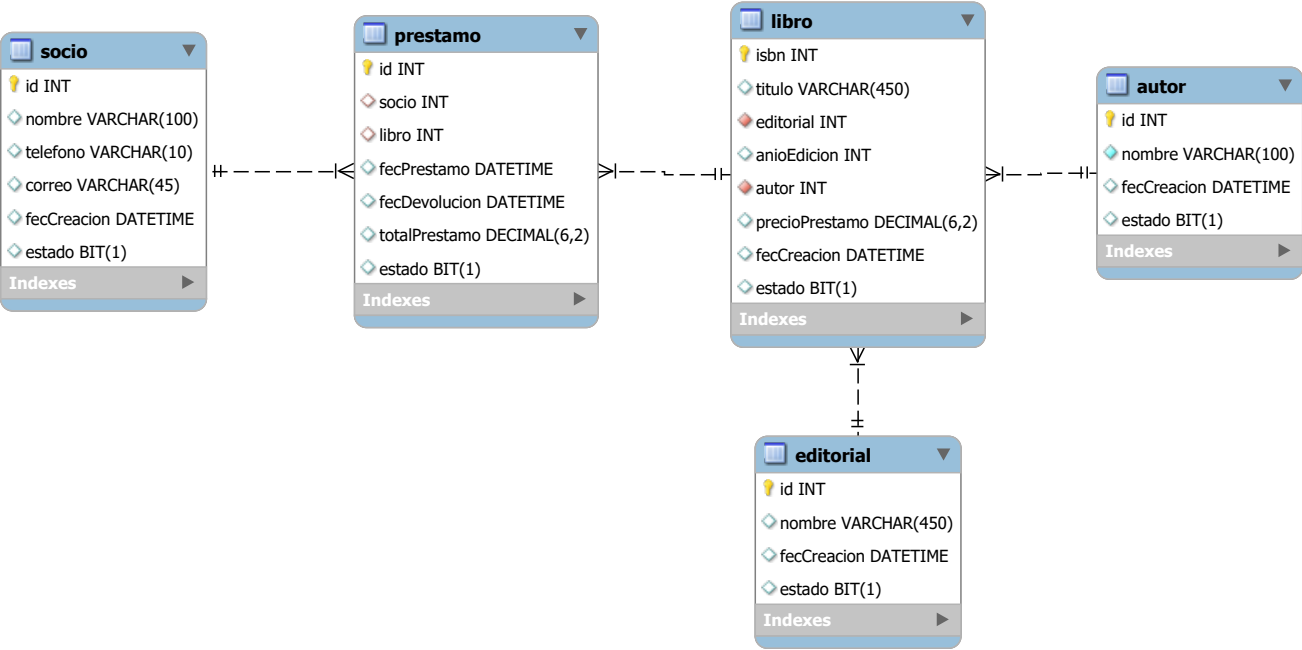 socio
id INT
nombre VARCHAR(100)
telefono VARCHAR(10)
correo VARCHAR(45)
fecCreacion DATETIME
estado BIT(1)
Indexes
prestamo
id INT
socio INT
libro INT
fecPrestamo DATETIME
fecDevolucion DATETIME
totalPrestamo DECIMAL(6,2)
estado BIT(1)
Indexes
libro
isbn INT
titulo VARCHAR(450)
editorial INT
anioEdicion INT
autor INT
precioPrestamo DECIMAL(6,2)
fecCreacion DATETIME
estado BIT(1)
Indexes
autor
id INT
nombre VARCHAR(100)
fecCreacion DATETIME
estado BIT(1)
Indexes
editorial
id INT
nombre VARCHAR(450)
fecCreacion DATETIME
estado BIT(1)
Indexes